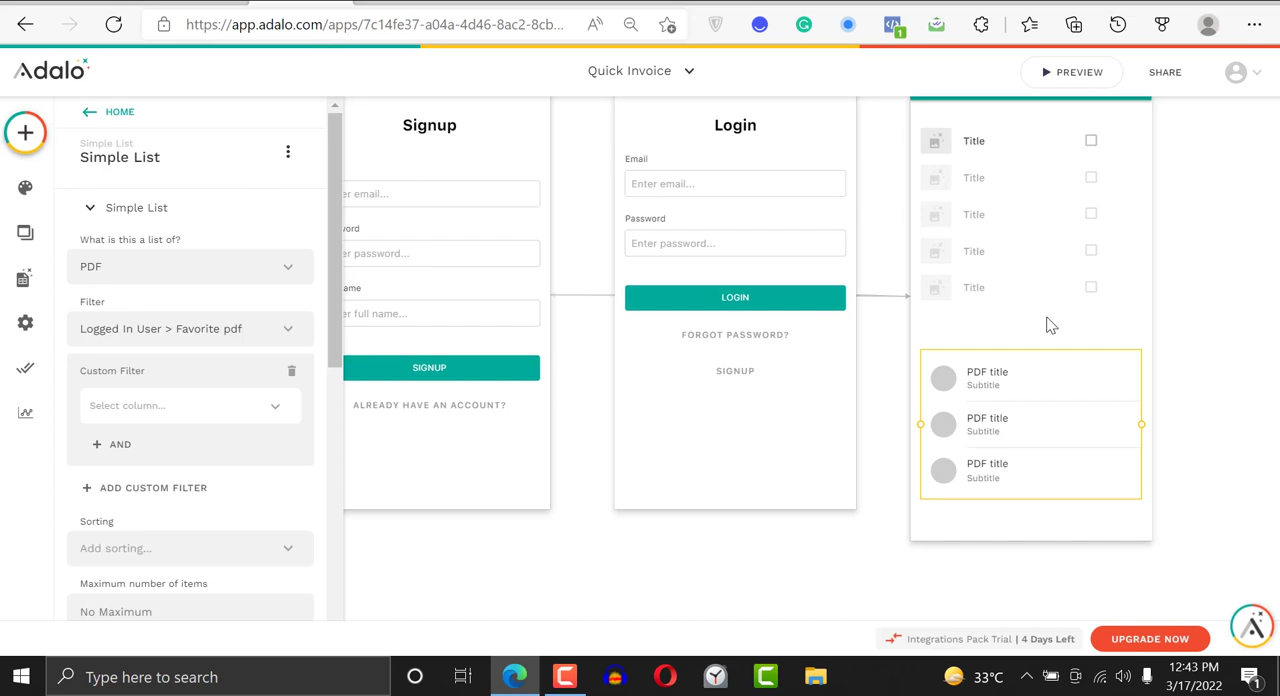 https://app.adalo.com/apps/7c14fe37-a04a-4d46-8ac2-8cb...
1
Adalo
Quick Invoice
PREVIEW
SHARE
HOME
Simple List
Simple List
Simple List
What is this a list of?
PDF
Filter
Logged In User > Favorite pdf
Custom Filter
Select column...
AND
ADD CUSTOM FILTER
Sorting
Add sorting...
Maximum number of items
No Maximum
Signup
er email...
word
er password...
ame
er full name...
SIGNUP
ALREADY HAVE AN ACCOUNT?
Login
Email
Enter email...
Password
Enter password...
LOGIN
FORGOT PASSWORD?
SIGNUP
Title
Title
Title
Title
Title
PDF title
Subtitle
PDF title
Subtitle
PDF title
Subtitle
Integrations Pack Trial | 4 Days Left
UPGRADE NOW
Type here to search
33°C
12:43 PM
3/17/2022
1